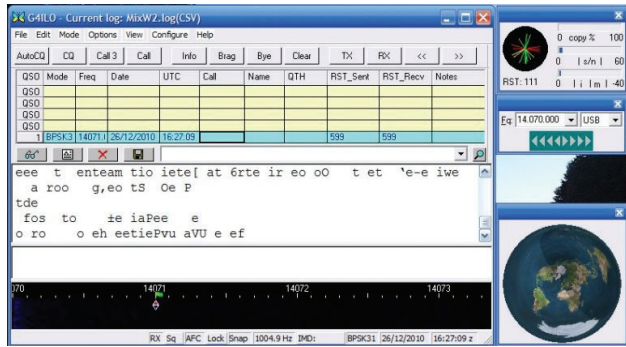 G4ILO - Current log: MixW2.log(CSV)
File Edit Mode Options View Configure Help
AutoCQ CQ Call 3 Call Info Brag Bye Clear TX RX << >>
QSO Mode Freq Date UTC Call Name QTH RST_Sent RST_Recv Notes
QSO
QSO
QSO
QSO
1 BPSK3 14071.( 26/12/2010 16:27:09 599 599
eee t enteam tio iete[ at 6rte ir eo oO t et `e-e iwe
a roo g,eo tS Oe P
tde
fos to ±e iaPee e
o ro o eh eetiePvu aVU e ef
070 14071 14072 14073
RX Sq AFC Lock Snap 1004.9 Hz IMD: BPSK31 26/12/2010 16:27:09 z
0 copy % 100
0 | s/n | 60
RST: 111 0 | i | m | -40
Fq: 14.070.000 USB